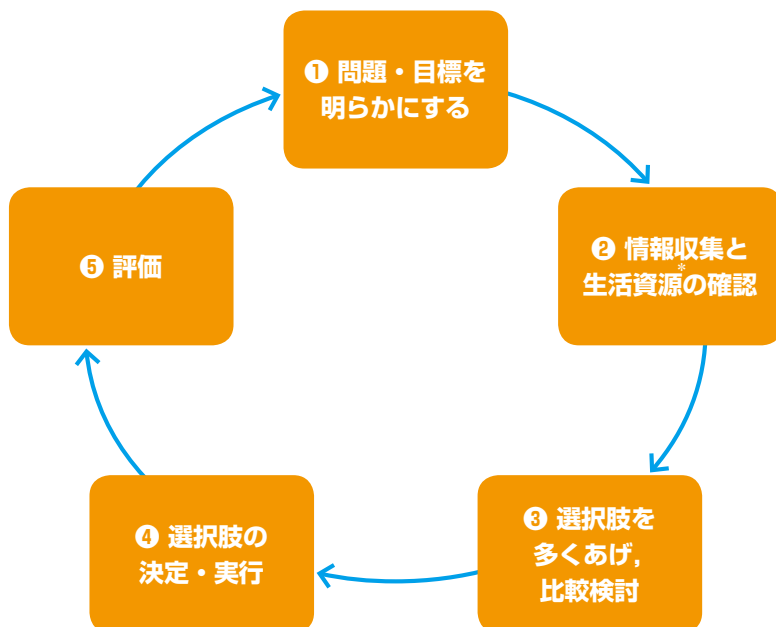 ❶ 問題・目標を
明らかにする
❷ 情報収集と
生活資源*の確認
❸ 選択肢を
多くあげ，
比較検討
❹ 選択肢の
決定・実行
❺ 評価